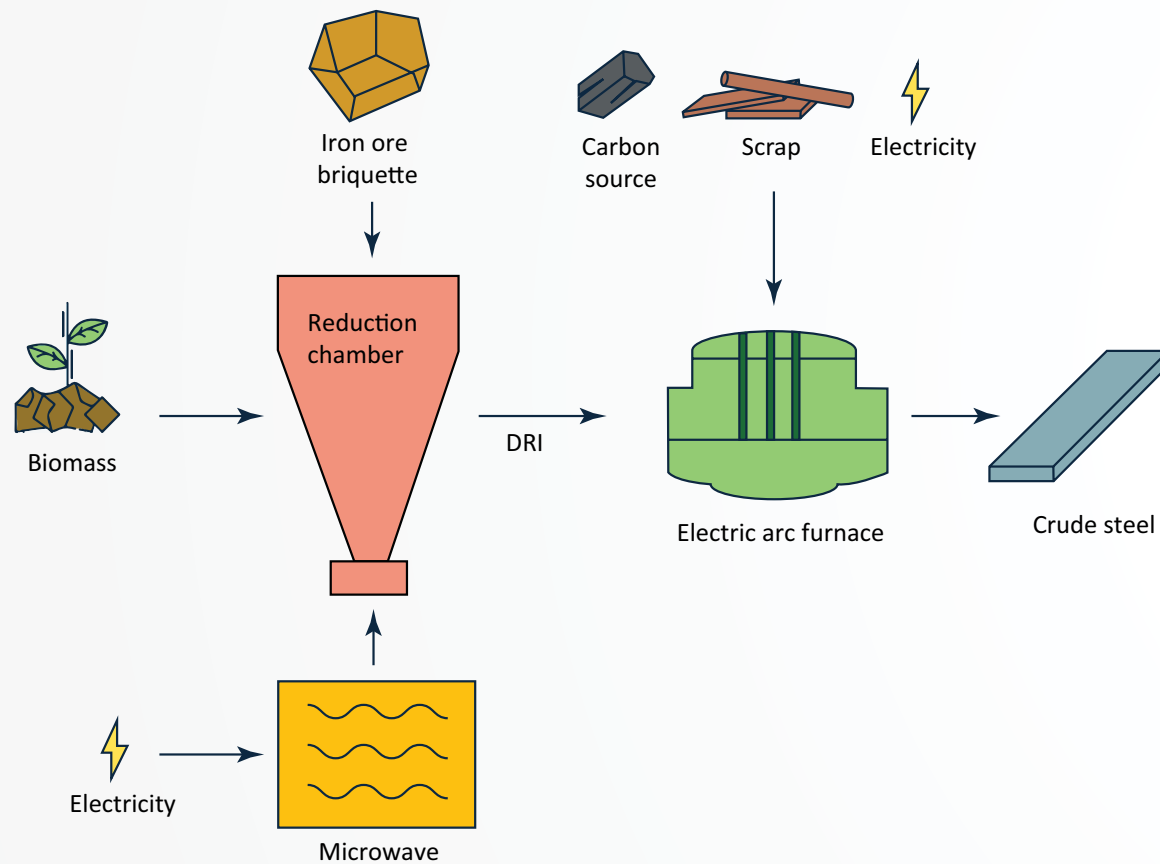 Iron ore
briquette
Carbon
source
Scrap
Electricity
Reduction
chamber
Biomass
DRI
Electric arc furnace
Crude steel
Electricity
Microwave